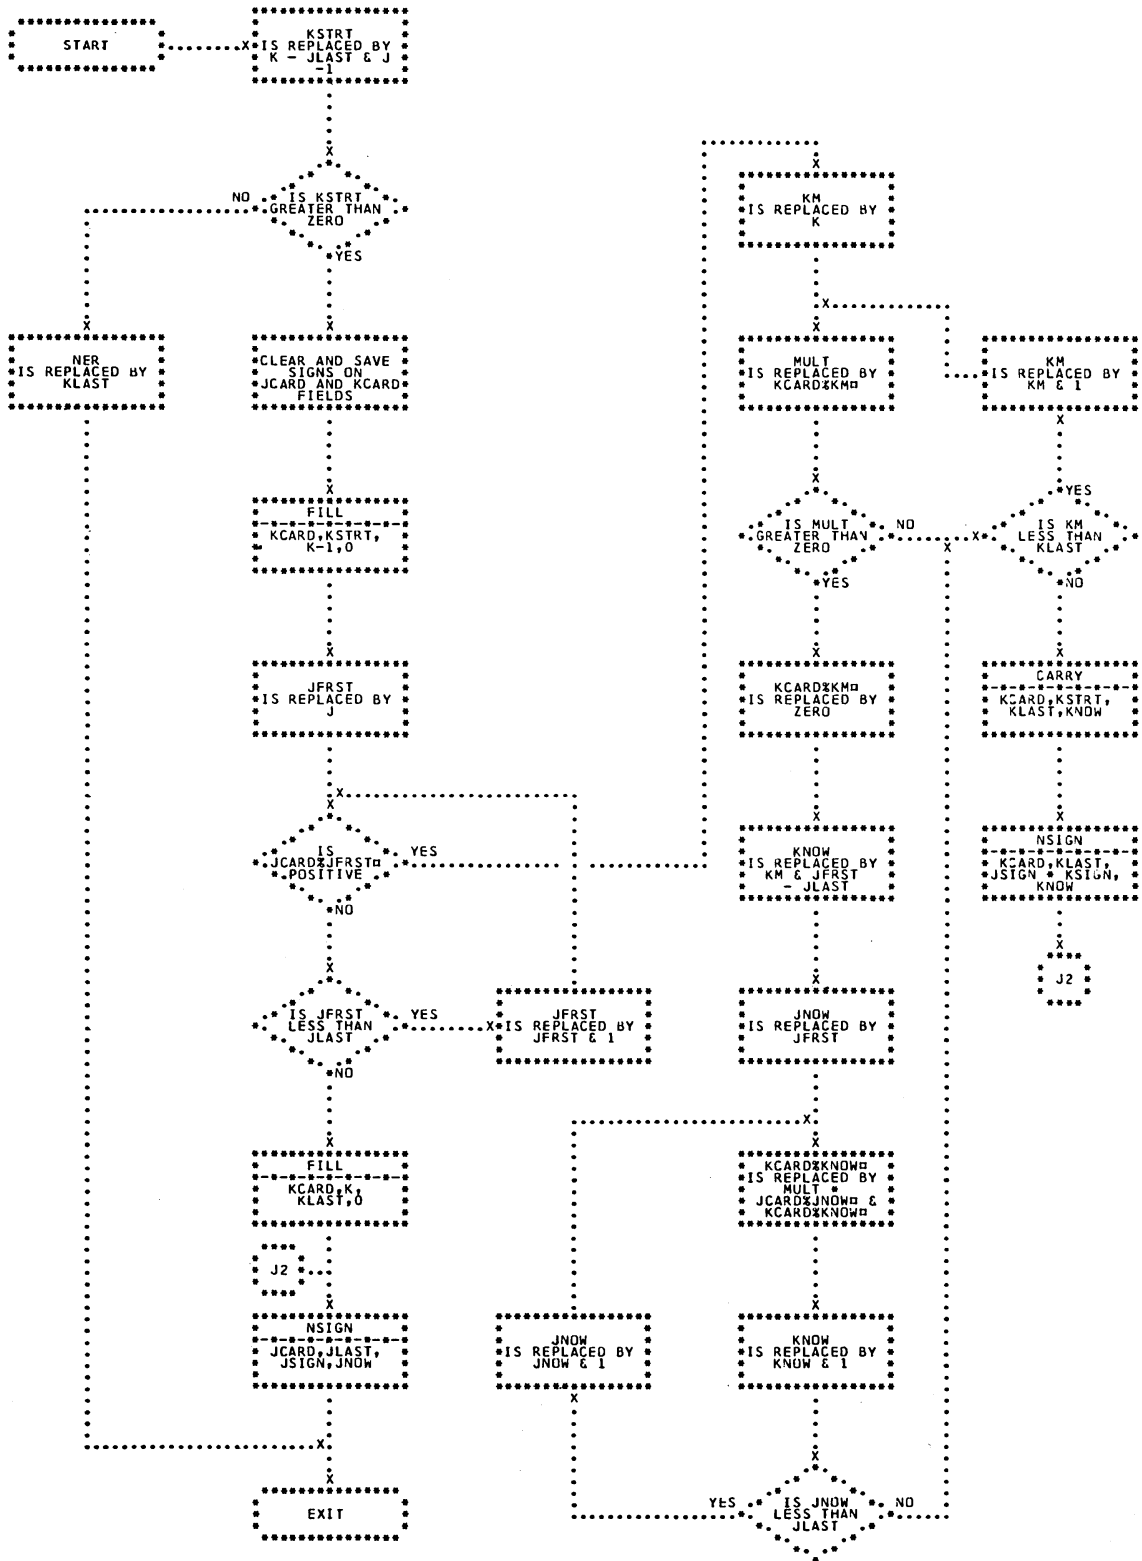 START
KSTRT
IS REPLACED BY
K - JLAST & J
-1
NO
IS KSTRT
GREATER THAN
ZERO
YES
NER
IS REPLACED BY
KLAST
CLEAR AND SAVE
SIGNS ON
JCARD AND KCARD
FIELDS
FILL
KCARD,KSTRT,
K-1,0
JFRST
IS REPLACED BY
J
IS
JCARD%JFRST¤
POSITIVE
YES
NO
IS JFRST
LESS THAN
JLAST
YES
NO
JFRST
IS REPLACED BY
JFRST & 1
FILL
KCARD,K,
KLAST,0
J2
NSIGN
JCARD,JLAST,
JSIGN,JNOW
EXIT
KM
IS REPLACED BY
K
MULT
IS REPLACED BY
KCARD%KM¤
IS MULT
GREATER THAN
ZERO
NO
YES
KCARD%KM¤
IS REPLACED BY
ZERO
KNOW
IS REPLACED BY
KM & JFRST
- JLAST
JNOW
IS REPLACED BY
JFRST
KCARD%KNOW¤
IS REPLACED BY
MULT *
JCARD%JNOW¤ &
KCARD%KNOW¤
JNOW
IS REPLACED BY
JNOW & 1
KNOW
IS REPLACED BY
KNOW & 1
YES
IS JNOW
LESS THAN
JLAST
NO
KM
IS REPLACED BY
KM & 1
YES
IS KM
LESS THAN
KLAST
NO
CARRY
KCARD,KSTRT,
KLAST,KNOW
NSIGN
KCARD,KLAST,
JSIGN * KSIGN,
KNOW
J2